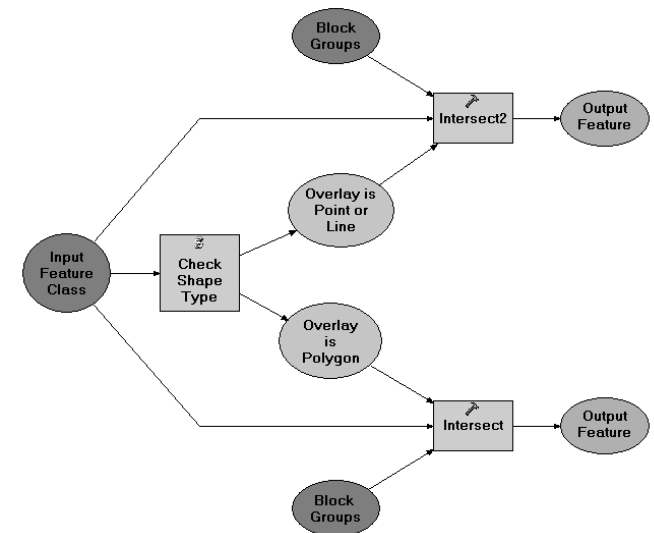 Block
Groups
Intersect2
Output
Feature
Overlay is
Point or
Line
Input
Feature
Class
Check
Shape
Type
Overlay
is
Polygon
Intersect
Output
Feature
Block
Groups